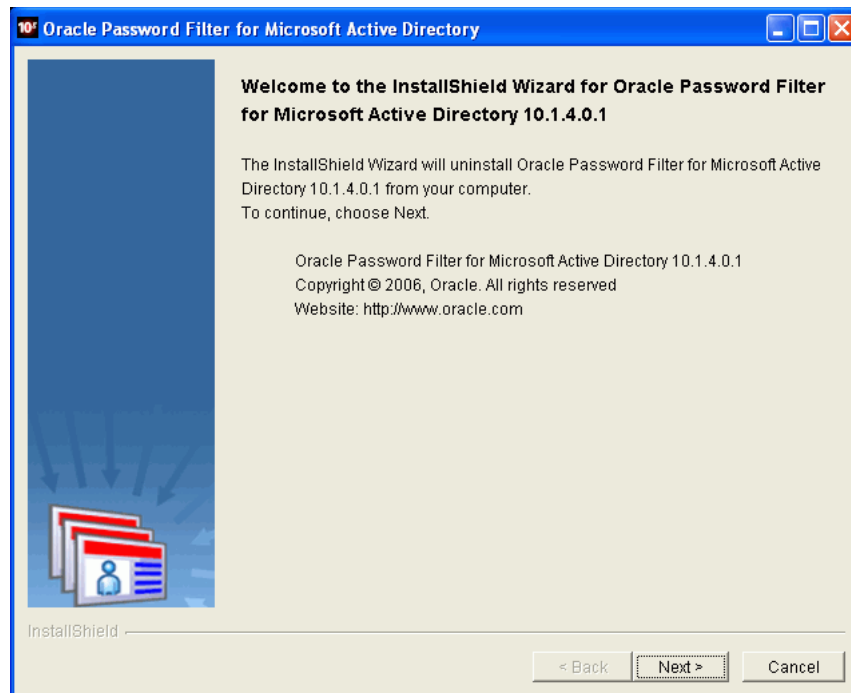 10g Oracle Password Filter for Microsoft Active Directory
Welcome to the InstallShield Wizard for Oracle Password Filter
for Microsoft Active Directory 10.1.4.0.1
The InstallShield Wizard will uninstall Oracle Password Filter for Microsoft Active
Directory 10.1.4.0.1 from your computer.
To continue, choose Next.
Oracle Password Filter for Microsoft Active Directory 10.1.4.0.1
Copyright © 2006, Oracle. All rights reserved
Website: http://www.oracle.com
InstallShield
< Back
Next >
Cancel